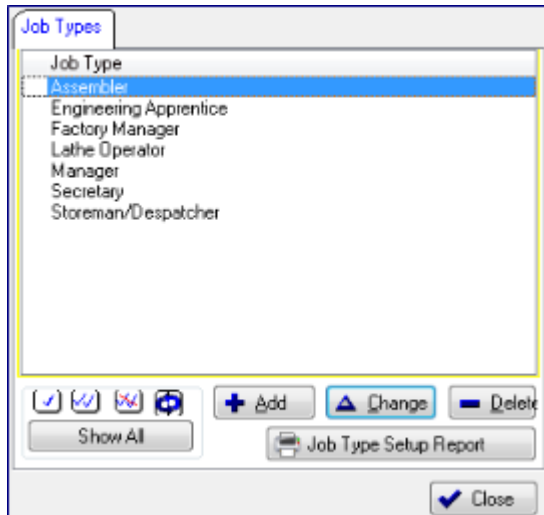 Job Types
Job Type
Assembler
Engineering Apprentice
Factory Manager
Lathe Operator
Manager
Secretary
Storeman/Despatcher
Add Change Delete
Show All Job Type Setup Report
Close